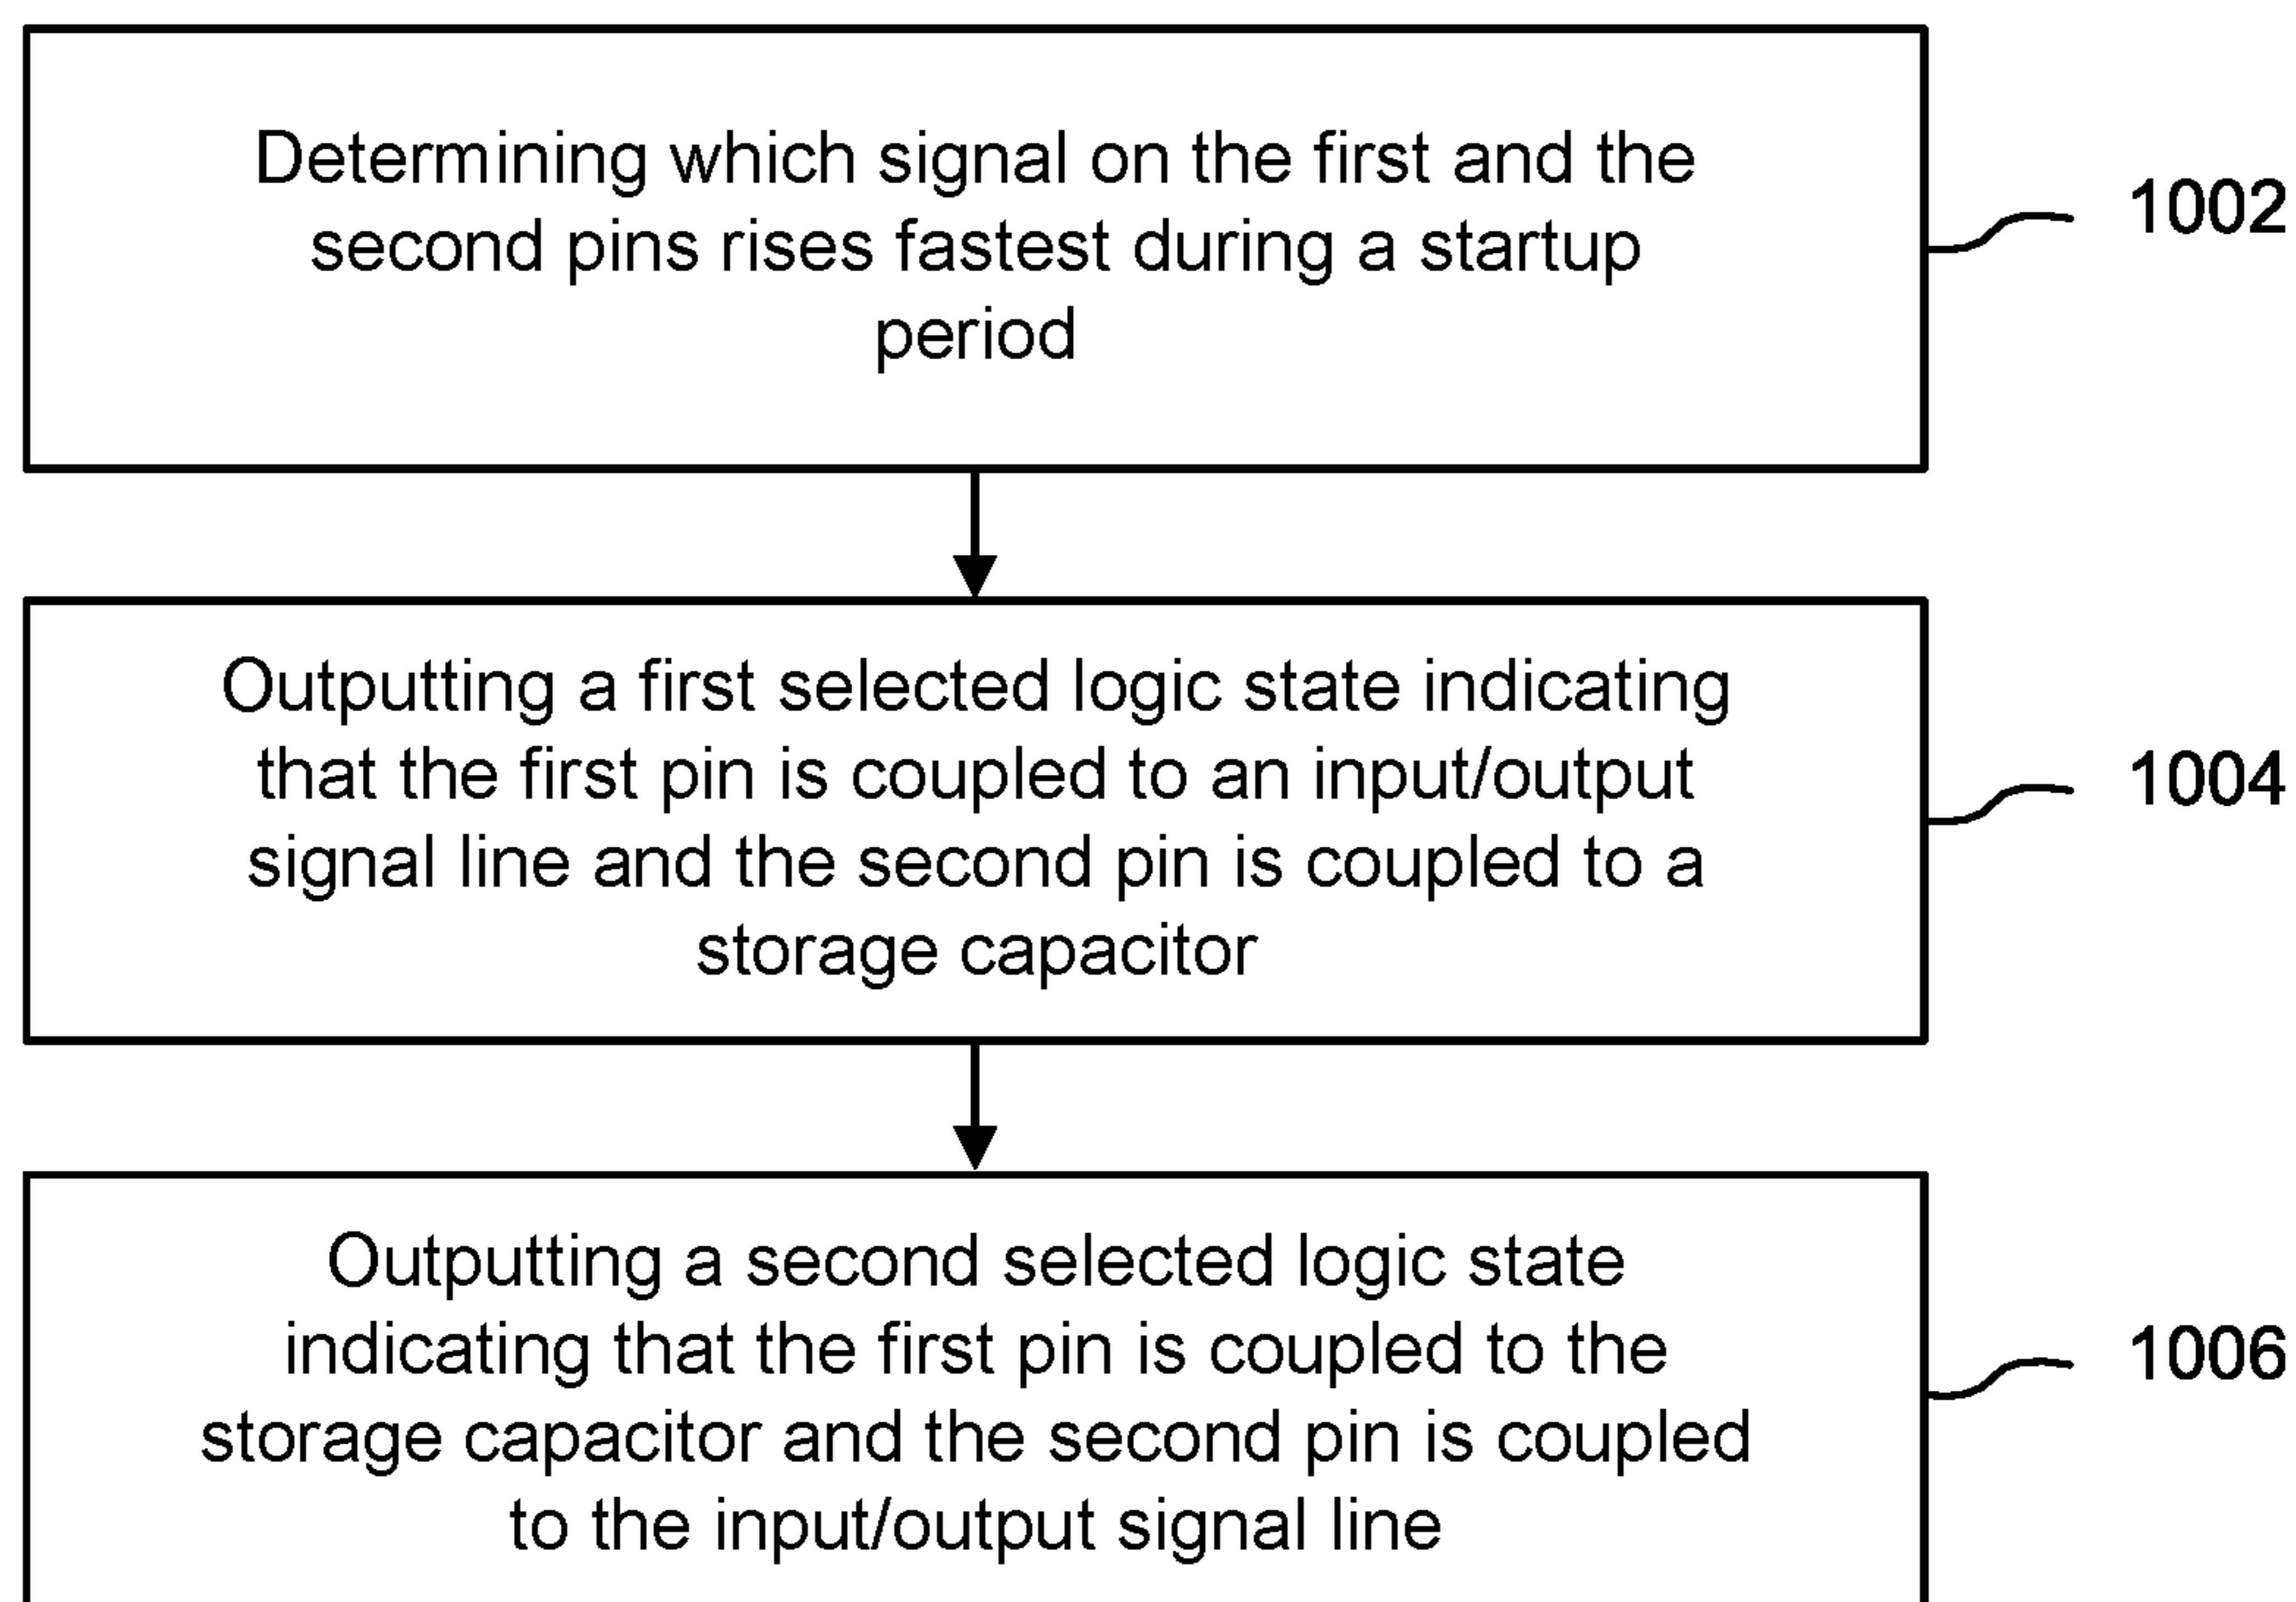 Determining which signal on the first and the
second pins rises fastest during a startup
period
1002
Outputting a first selected logic state indicating
that the first pin is coupled to an input/output
signal line and the second pin is coupled to a
storage capacitor
1004
Outputting a second selected logic state
indicating that the first pin is coupled to the
storage capacitor and the second pin is coupled
to the input/output signal line
1006